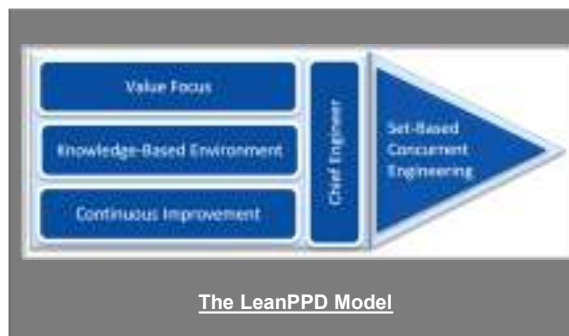 Value Focus
Knowledge-Based Environment
Continuous Improvement
Chief Engineer
Set-Based
Concurrent
Engineering
The LeanPPD Model